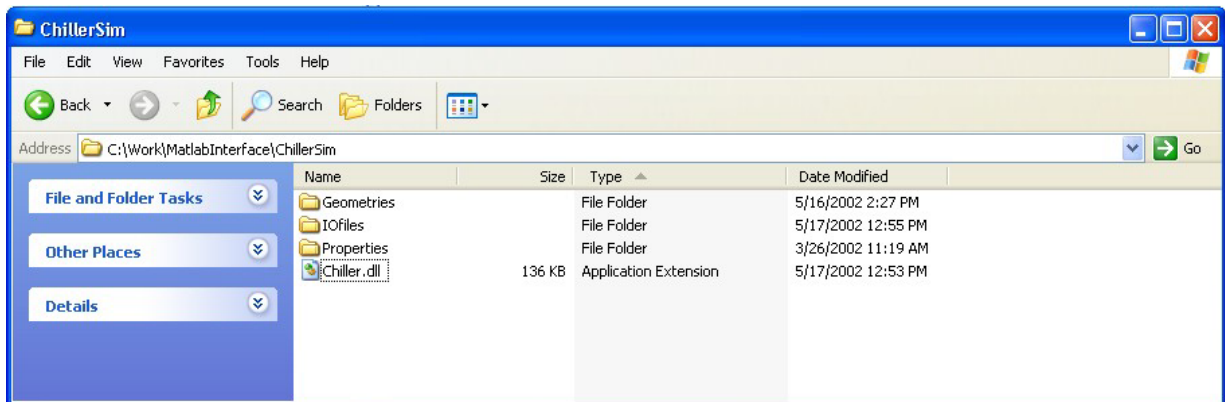 ChillerSim
File Edit View Favorites Tools Help
Back Search Folders
Address C:\Work\MatlabInterface\ChillerSim Go
File and Folder Tasks
Other Places
Details
Name Size Type Date Modified
Geometries File Folder 5/16/2002 2:27 PM
IOfiles File Folder 5/17/2002 12:55 PM
Properties File Folder 3/26/2002 11:19 AM
Chiller.dll 136 KB Application Extension 5/17/2002 12:53 PM